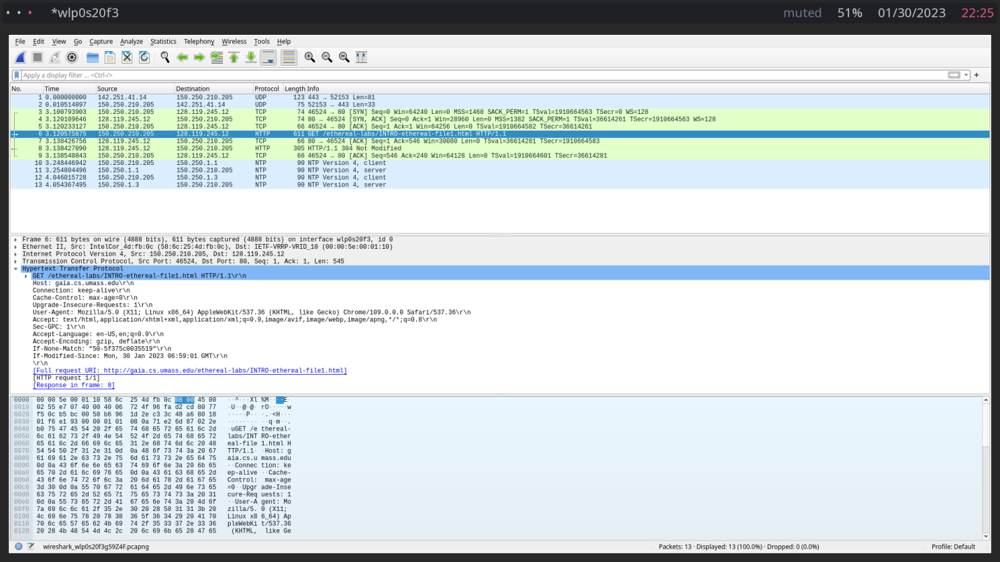 *wlp0s20f3
muted 51% 01/30/2023 22:25
File Edit View Go Capture Analyze Statistics Telephony Wireless Tools Help
Apply a display filter ... <Ctrl-/>
No. Time Source Destination Protocol Length Info
1 0.000000000 142.251.41.14 150.250.210.205 UDP 123 443 → 52153 Len=81
2 0.010514097 150.250.210.205 142.251.41.14 UDP 75 52153 → 443 Len=33
3 3.100793903 150.250.210.205 128.119.245.12 TCP 74 46524 → 80 [SYN] Seq=0 Win=64240 Len=0 MSS=1460 SACK_PERM=1 TSval=1910664563 TSecr=0 WS=128
4 3.120109646 128.119.245.12 150.250.210.205 TCP 74 80 → 46524 [SYN, ACK] Seq=0 Ack=1 Win=28960 Len=0 MSS=1382 SACK_PERM=1 TSval=36614261 TSecr=1910664563 WS=128
5 3.120233127 150.250.210.205 128.119.245.12 TCP 66 46524 → 80 [ACK] Seq=1 Ack=1 Win=64256 Len=0 TSval=1910664582 TSecr=36614261
6 3.120575875 150.250.210.205 128.119.245.12 HTTP 611 GET /ethereal-labs/INTRO-ethereal-file1.html HTTP/1.1
7 3.138426756 128.119.245.12 150.250.210.205 TCP 66 80 → 46524 [ACK] Seq=1 Ack=546 Win=30080 Len=0 TSval=36614281 TSecr=1910664583
8 3.138427090 128.119.245.12 150.250.210.205 HTTP 305 HTTP/1.1 304 Not Modified
9 3.138540843 150.250.210.205 128.119.245.12 TCP 66 46524 → 80 [ACK] Seq=546 Ack=240 Win=64128 Len=0 TSval=1910664601 TSecr=36614281
10 3.248446942 150.250.210.205 150.250.1.1 NTP 90 NTP Version 4, client
11 3.254804496 150.250.1.1 150.250.210.205 NTP 90 NTP Version 4, server
12 4.046015728 150.250.210.205 150.250.1.3 NTP 90 NTP Version 4, client
13 4.054367495 150.250.1.3 150.250.210.205 NTP 90 NTP Version 4, server
Frame 6: 611 bytes on wire (4888 bits), 611 bytes captured (4888 bits) on interface wlp0s20f3, id 0
Ethernet II, Src: IntelCor_4d:fb:0c (58:6c:25:4d:fb:0c), Dst: IETF-VRRP-VRID_10 (00:00:5e:00:01:10)
Internet Protocol Version 4, Src: 150.250.210.205, Dst: 128.119.245.12
Transmission Control Protocol, Src Port: 46524, Dst Port: 80, Seq: 1, Ack: 1, Len: 545
Hypertext Transfer Protocol
GET /ethereal-labs/INTRO-ethereal-file1.html HTTP/1.1\r\n
Host: gaia.cs.umass.edu\r\n
Connection: keep-alive\r\n
Cache-Control: max-age=0\r\n
Upgrade-Insecure-Requests: 1\r\n
User-Agent: Mozilla/5.0 (X11; Linux x86_64) AppleWebKit/537.36 (KHTML, like Gecko) Chrome/109.0.0.0 Safari/537.36\r\n
Accept: text/html,application/xhtml+xml,application/xml;q=0.9,image/avif,image/webp,image/apng,*/*;q=0.8\r\n
Sec-GPC: 1\r\n
Accept-Language: en-US,en;q=0.9\r\n
Accept-Encoding: gzip, deflate\r\n
If-None-Match: "50-5f375c0035519"\r\n
If-Modified-Since: Mon, 30 Jan 2023 06:59:01 GMT\r\n
\r\n
[Full request URI: http://gaia.cs.umass.edu/ethereal-labs/INTRO-ethereal-file1.html]
[HTTP request 1/1]
[Response in frame: 8]
0000 00 00 5e 00 01 10 58 6c 25 4d fb 0c 08 00 45 00 ··^···Xl %M····E·
0010 02 55 e7 07 40 00 40 06 72 4f 96 fa d2 cd 80 77 ·U··@·@· rO·····w
0020 f5 0c b5 bc 00 50 b6 96 1d 2e c3 3c 48 a6 80 18 ·····P·· ·.·<H···
0030 01 f6 e1 93 00 00 01 01 08 0a 71 e2 6d 87 02 2e ········ ··q·m··.
0040 b0 75 47 45 54 20 2f 65 74 68 65 72 65 61 6c 2d ·uGET /e thereal-
0050 6c 61 62 73 2f 49 4e 54 52 4f 2d 65 74 68 65 72 labs/INT RO-ether
0060 65 61 6c 2d 66 69 6c 65 31 2e 68 74 6d 6c 20 48 eal-file 1.html H
0070 54 54 50 2f 31 2e 31 0d 0a 48 6f 73 74 3a 20 67 TTP/1.1· ·Host: g
0080 61 69 61 2e 63 73 2e 75 6d 61 73 73 2e 65 64 75 aia.cs.u mass.edu
0090 0d 0a 43 6f 6e 6e 65 63 74 69 6f 6e 3a 20 6b 65 ··Connec tion: ke
00a0 65 70 2d 61 6c 69 76 65 0d 0a 43 61 63 68 65 2d ep-alive ··Cache-
00b0 43 6f 6e 74 72 6f 6c 3a 20 6d 61 78 2d 61 67 65 Control: max-age
00c0 3d 30 0d 0a 55 70 67 72 61 64 65 2d 49 6e 73 65 =0··Upgr ade-Inse
00d0 63 75 72 65 2d 52 65 71 75 65 73 74 73 3a 20 31 cure-Req uests: 1
00e0 0d 0a 55 73 65 72 2d 41 67 65 6e 74 3a 20 4d 6f ··User-A gent: Mo
00f0 7a 69 6c 6c 61 2f 35 2e 30 20 28 58 31 31 3b 20 zilla/5. 0 (X11;
0100 4c 69 6e 75 78 20 78 38 36 5f 36 34 29 20 41 70 Linux x8 6_64) Ap
0110 70 6c 65 57 65 62 4b 69 74 2f 35 33 37 2e 33 36 pleWebKi t/537.36
0120 20 28 4b 48 54 4d 4c 2c 20 6c 69 6b 65 20 47 65 (KHTML, like Ge
wireshark_wlp0s20f3g59Z4F.pcapng Packets: 13 · Displayed: 13 (100.0%) · Dropped: 0 (0.0%) Profile: Default